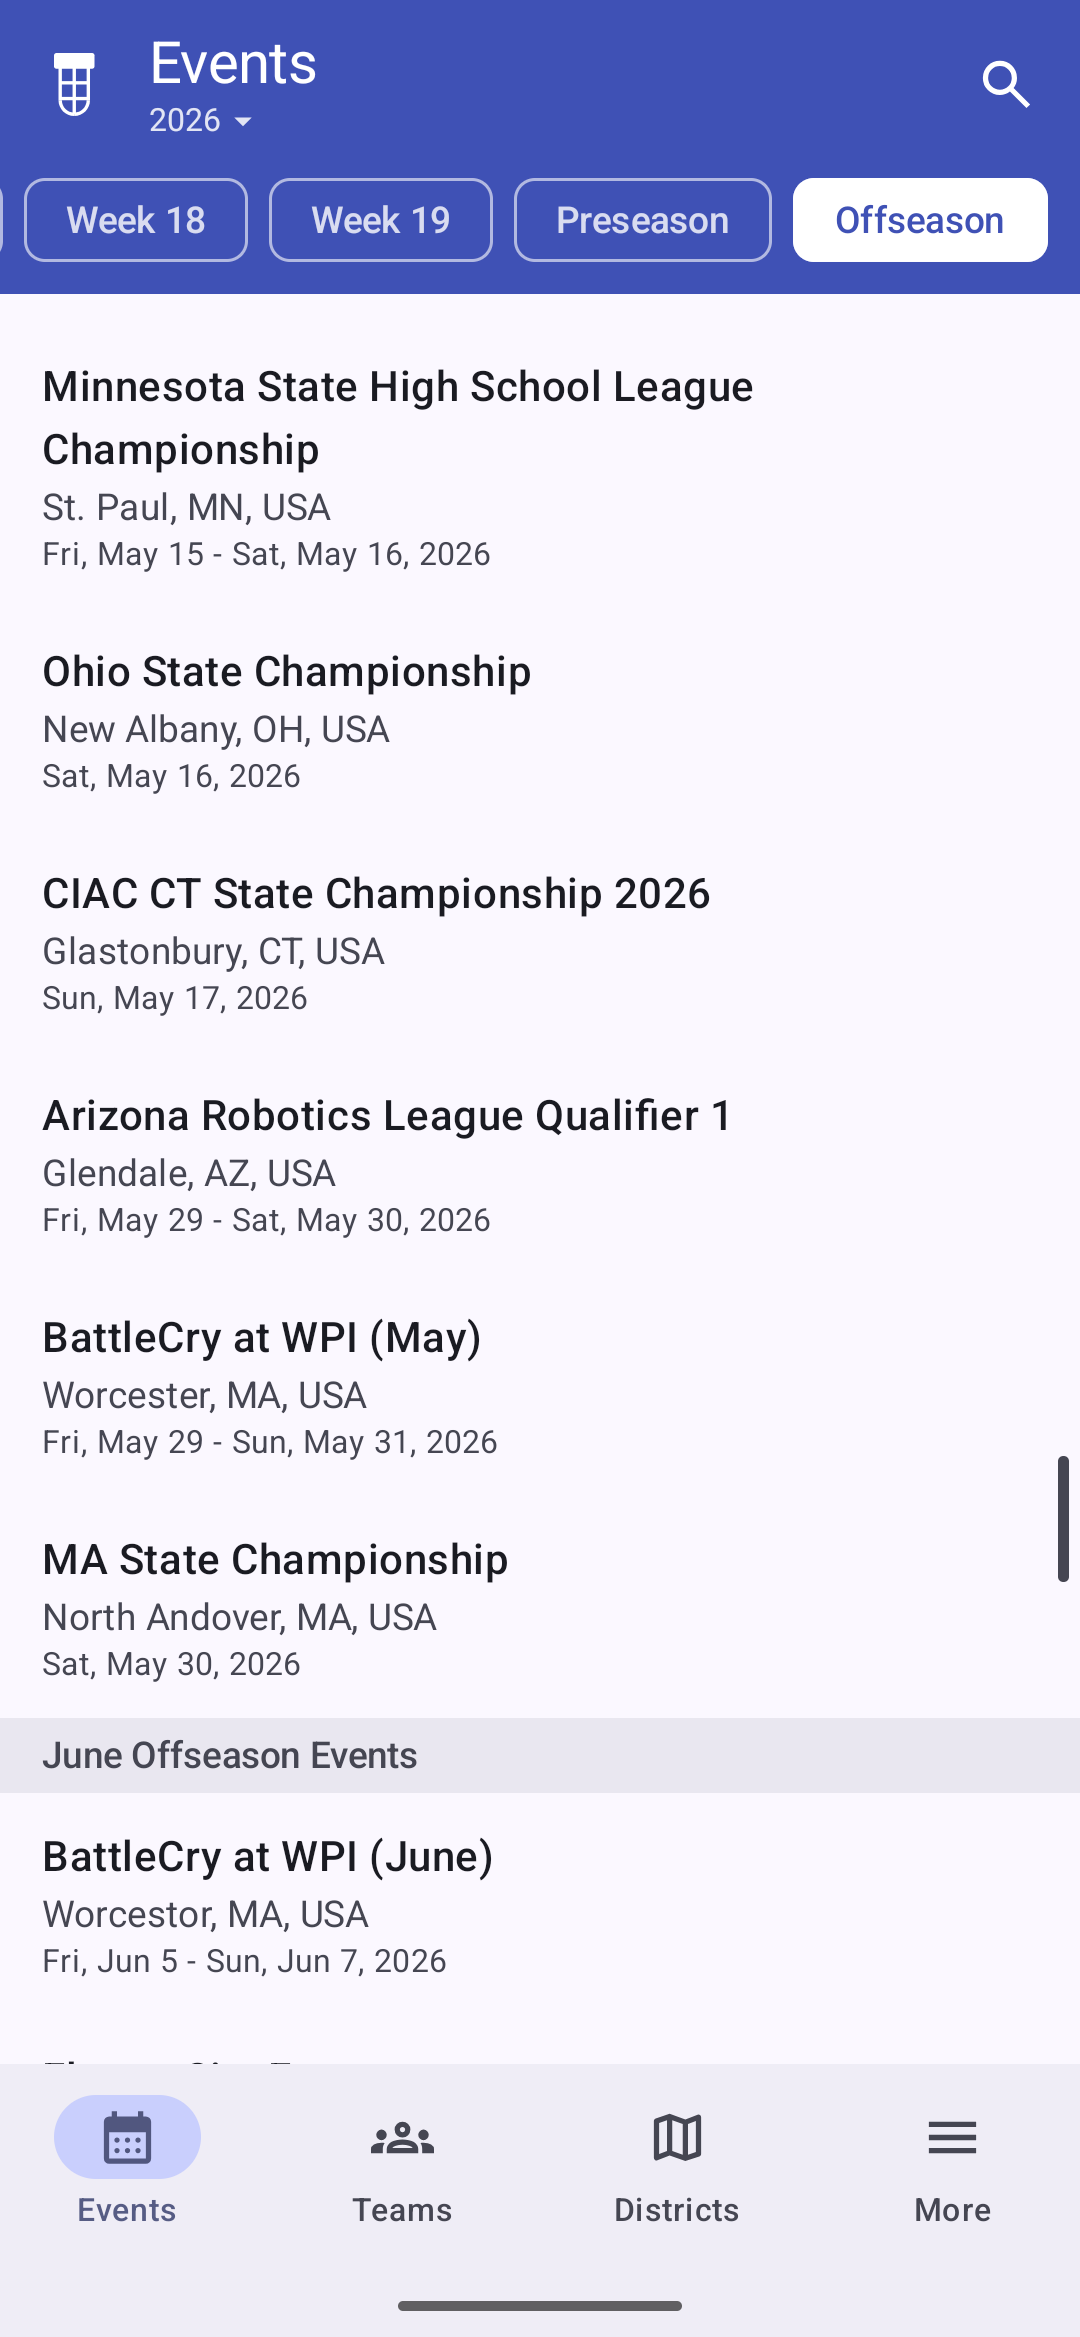 Events
2026
Week 18
Week 19
Preseason
Offseason
Minnesota State High School League
Championship
St. Paul, MN, USA
Fri, May 15 - Sat, May 16, 2026
Ohio State Championship
New Albany, OH, USA
Sat, May 16, 2026
CIAC CT State Championship 2026
Glastonbury, CT, USA
Sun, May 17, 2026
Arizona Robotics League Qualifier 1
Glendale, AZ, USA
Fri, May 29 - Sat, May 30, 2026
BattleCry at WPI (May)
Worcester, MA, USA
Fri, May 29 - Sun, May 31, 2026
MA State Championship
North Andover, MA, USA
Sat, May 30, 2026
June Offseason Events
BattleCry at WPI (June)
Worcestor, MA, USA
Fri, Jun 5 - Sun, Jun 7, 2026
Events
Teams
Districts
More